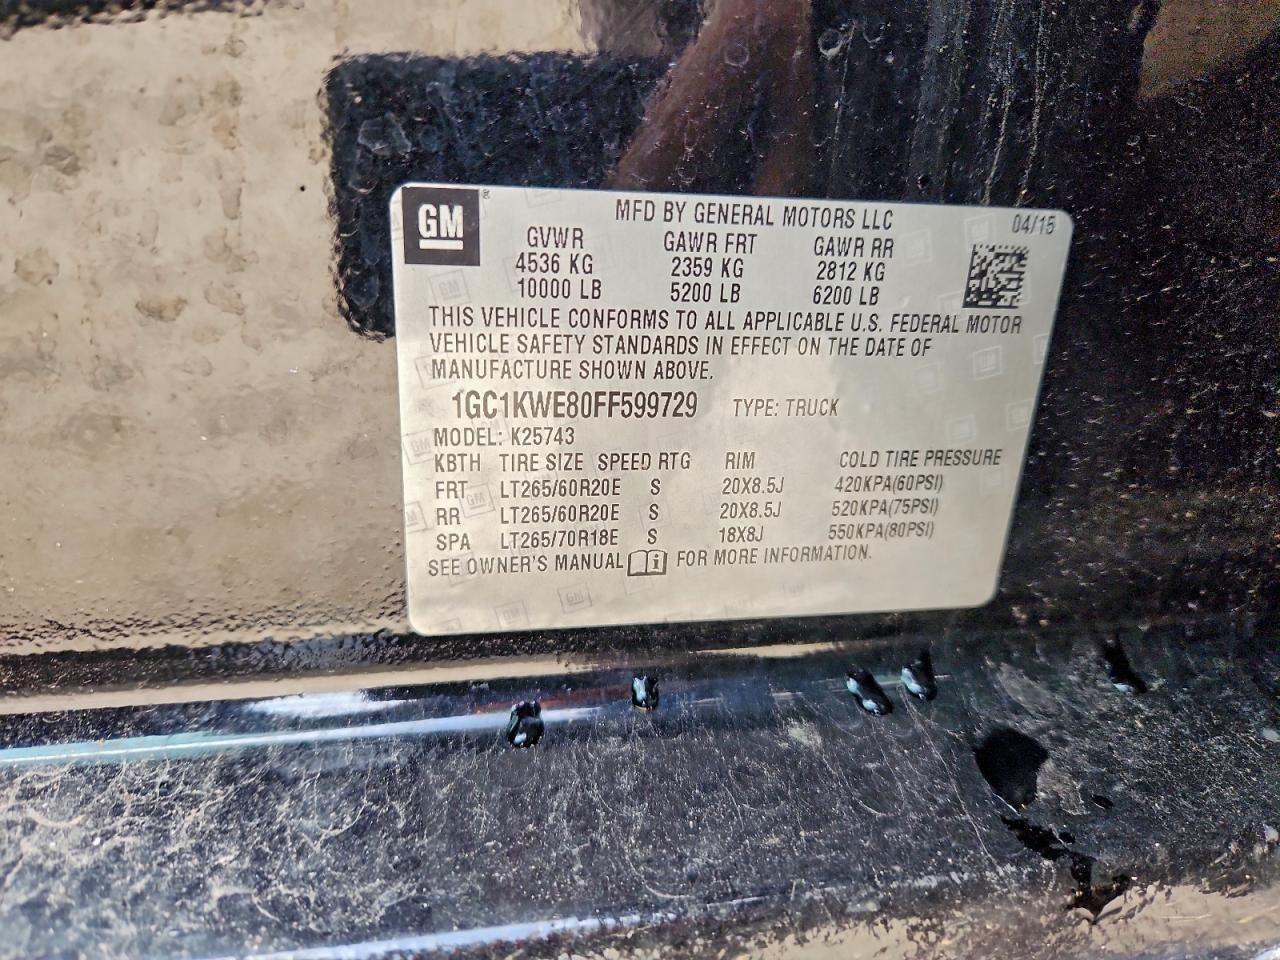 GM
MFD BY GENERAL MOTORS LLC 04/15
GVWR GAWR FRT GAWR RR
4536 KG 2359 KG 2812 KG
10000 LB 5200 LB 6200 LB
THIS VEHICLE CONFORMS TO ALL APPLICABLE U.S. FEDERAL MOTOR
VEHICLE SAFETY STANDARDS IN EFFECT ON THE DATE OF
MANUFACTURE SHOWN ABOVE.
1GC1KWE80FF599729 TYPE: TRUCK
MODEL: K25743
KBTH TIRE SIZE SPEED RTG RIM COLD TIRE PRESSURE
FRT LT265/60R20E S 20X8.5J 420KPA(60PSI)
RR LT265/60R20E S 20X8.5J 520KPA(75PSI)
SPA LT265/70R18E S 18X8J 550KPA(80PSI)
SEE OWNER'S MANUAL FOR MORE INFORMATION.